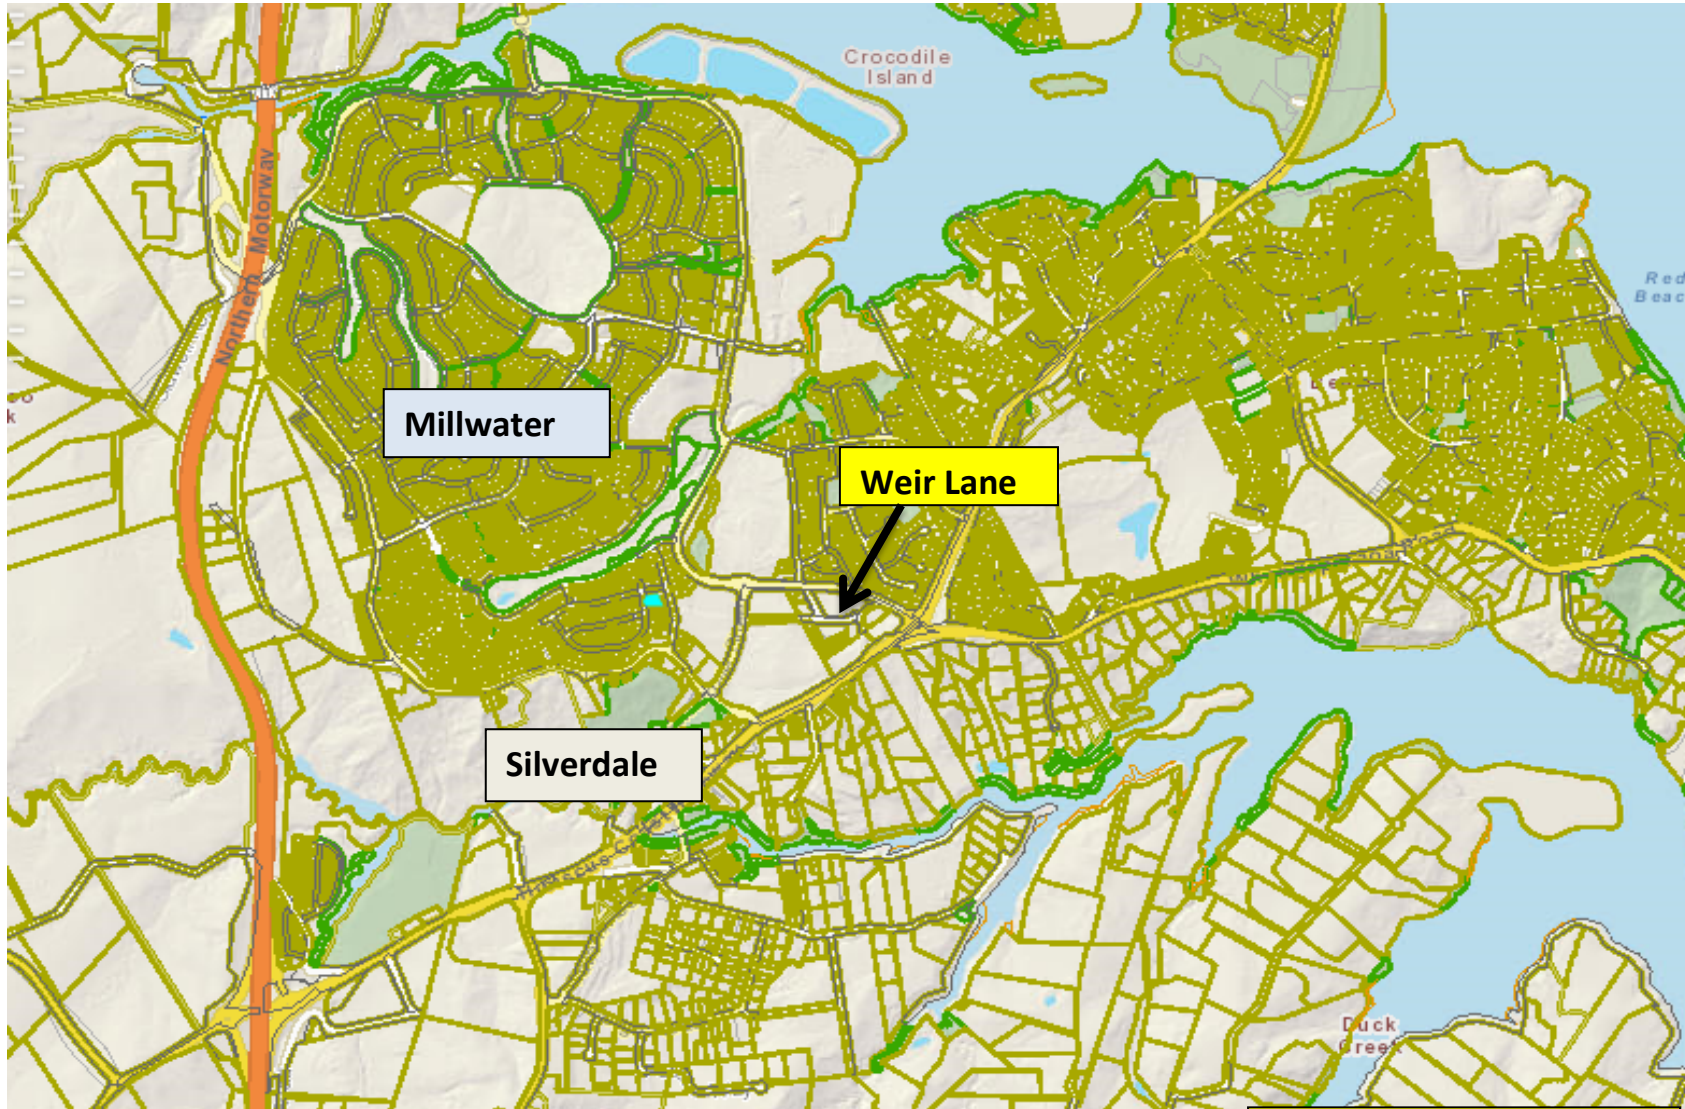 Crocodile
Island
Northern Motorway
Red
Beac
Millwater
Weir Lane
Silverdale
Duck
Creek